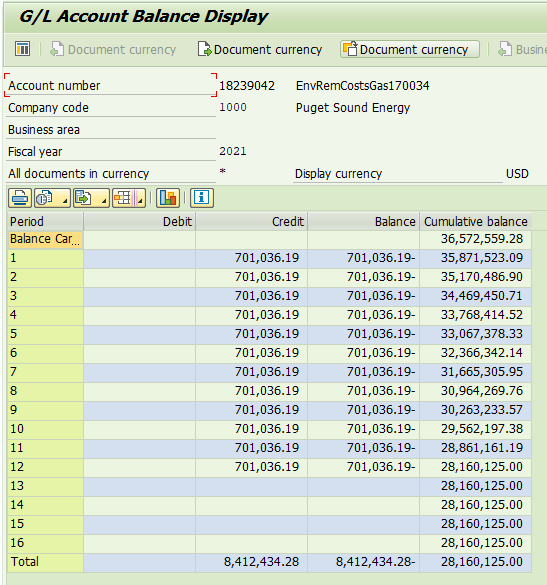 G/L Account Balance Display
Document currency Document currency Document currency Busine
Account number 18239042 EnvRemCostsGas170034
Company code 1000 Puget Sound Energy
Business area
Fiscal year 2021
All documents in currency * Display currency USD
Period Debit Credit Balance Cumulative balance
Balance Car... 36,572,559.28
1 701,036.19 701,036.19- 35,871,523.09
2 701,036.19 701,036.19- 35,170,486.90
3 701,036.19 701,036.19- 34,469,450.71
4 701,036.19 701,036.19- 33,768,414.52
5 701,036.19 701,036.19- 33,067,378.33
6 701,036.19 701,036.19- 32,366,342.14
7 701,036.19 701,036.19- 31,665,305.95
8 701,036.19 701,036.19- 30,964,269.76
9 701,036.19 701,036.19- 30,263,233.57
10 701,036.19 701,036.19- 29,562,197.38
11 701,036.19 701,036.19- 28,861,161.19
12 701,036.19 701,036.19- 28,160,125.00
13 28,160,125.00
14 28,160,125.00
15 28,160,125.00
16 28,160,125.00
Total 8,412,434.28 8,412,434.28- 28,160,125.00